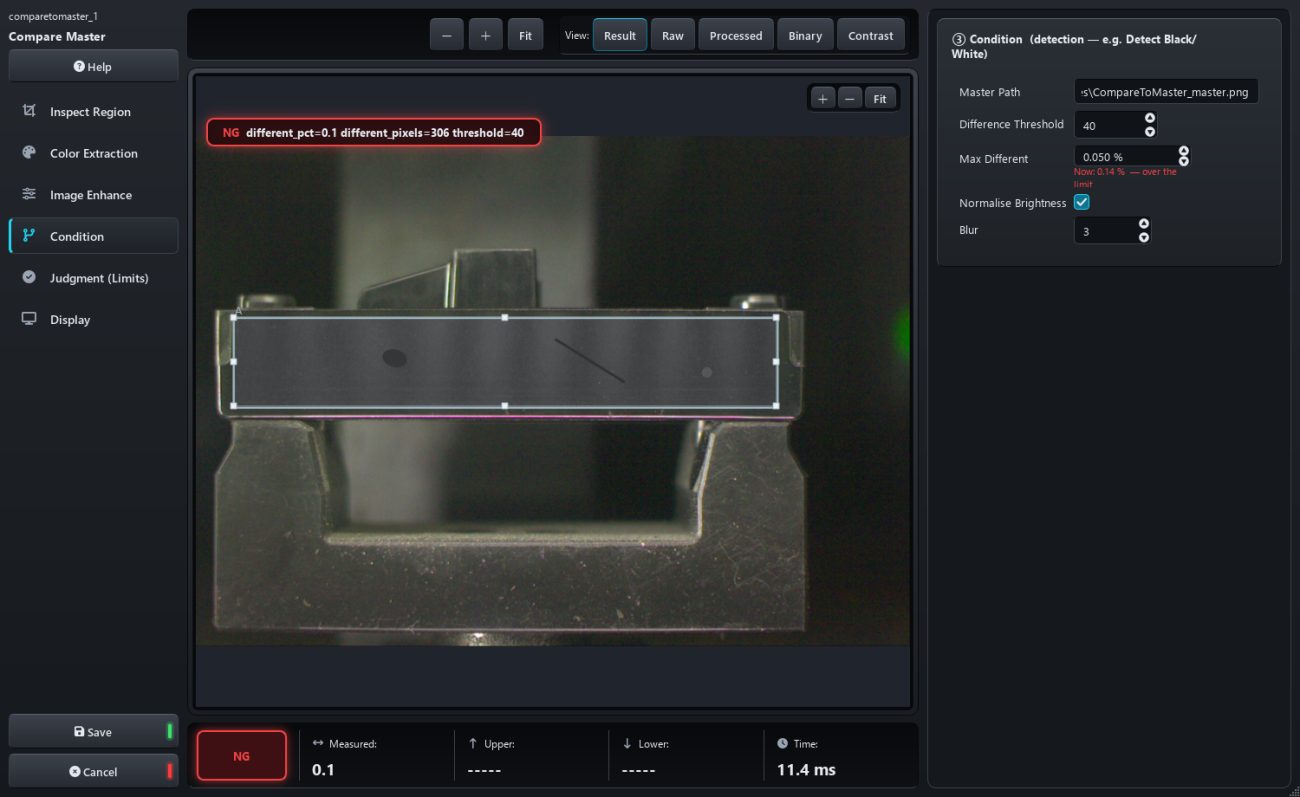 comparetomaster_1
Compare Master
Help
Inspect Region
Color Extraction
Image Enhance
Condition
Judgment (Limits)
Display
Save
Cancel
− + Fit View: Result Raw Processed Binary Contrast
+ − Fit
NG different_pct=0.1 different_pixels=306 threshold=40
A
NG
Measured:
0.1
Upper:
-----
Lower:
-----
Time:
11.4 ms
③ Condition (detection — e.g. Detect Black/
White)
Master Path s\CompareToMaster_master.png
Difference Threshold 40
Max Different 0.050 %
Now: 0.14 % — over the
limit
Normalise Brightness
Blur 3